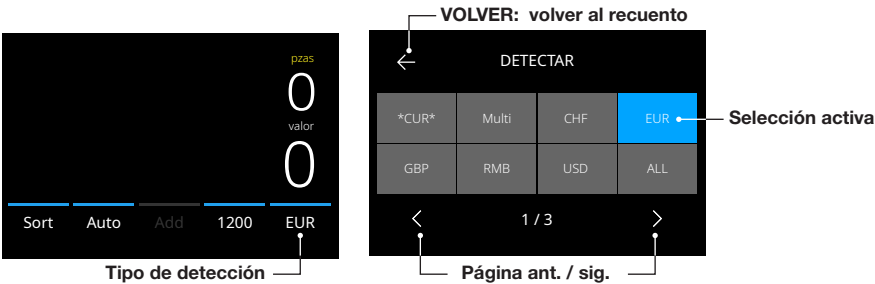 VOLVER: volver al recuento
pzas
0
valor
0
Sort Auto Add 1200 EUR
Tipo de detección
DETECTAR
*CUR* Multi CHF EUR
GBP RMB USD ALL
1 / 3
Selección activa
Página ant. / sig.